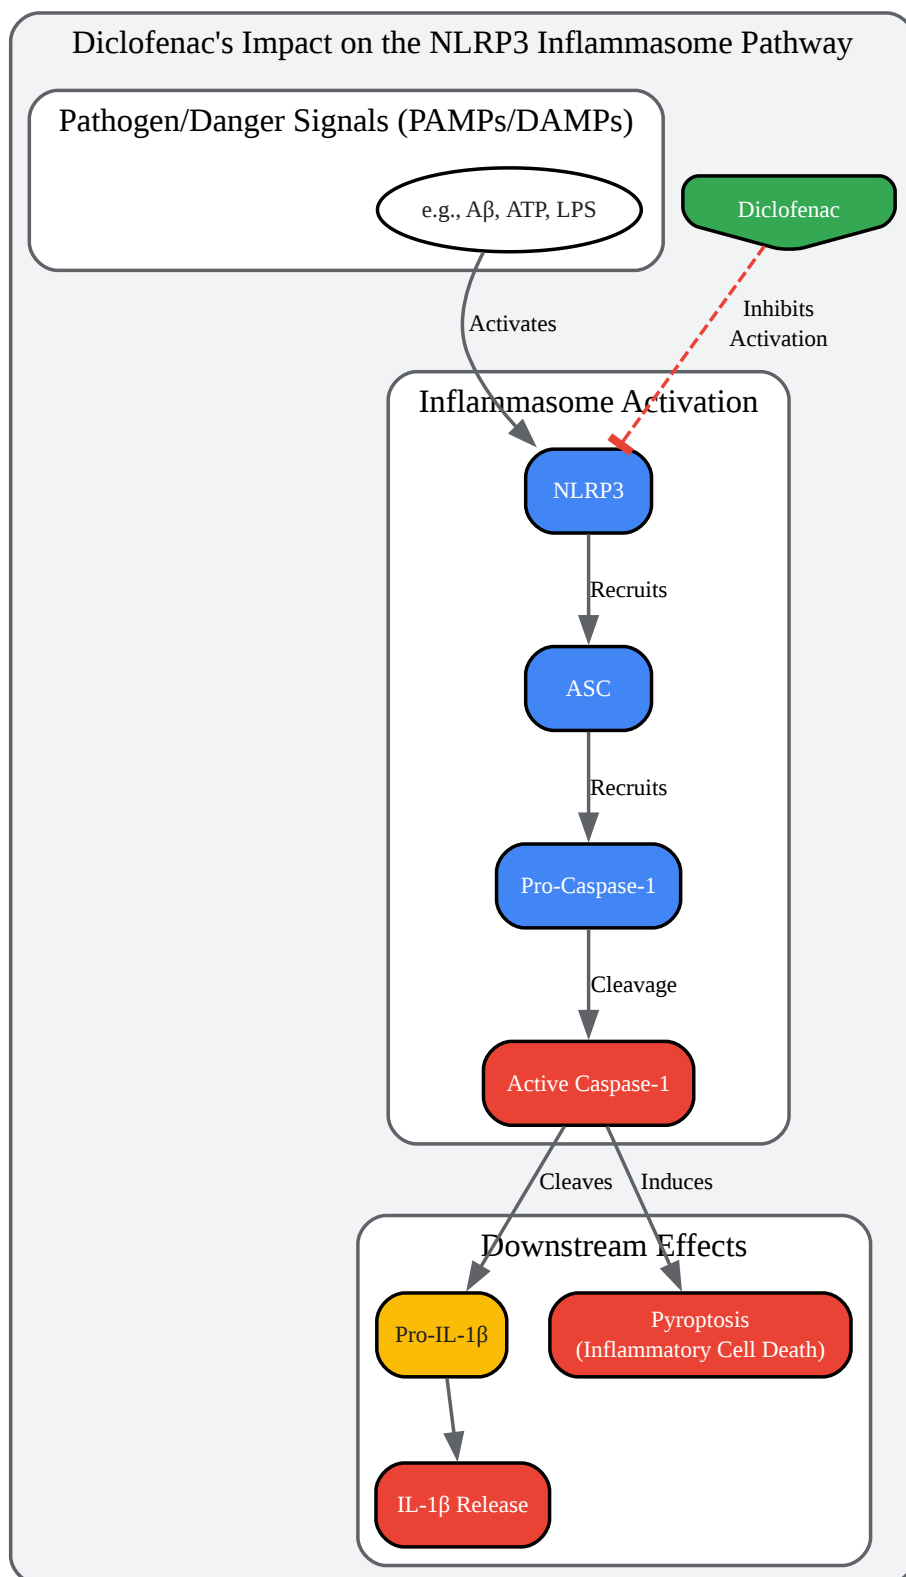 Diclofenac's Impact on the NLRP3 Inflammasome Pathway
Pathogen/Danger Signals (PAMPs/DAMPs)
e.g., Aβ, ATP, LPS
Diclofenac
Activates
Inhibits
Activation
Inflammasome Activation
NLRP3
Recruits
ASC
Recruits
Pro-Caspase-1
Cleavage
Active Caspase-1
Cleaves
Induces
Downstream Effects
Pro-IL-1β
Pyroptosis
(Inflammatory Cell Death)
IL-1β Release